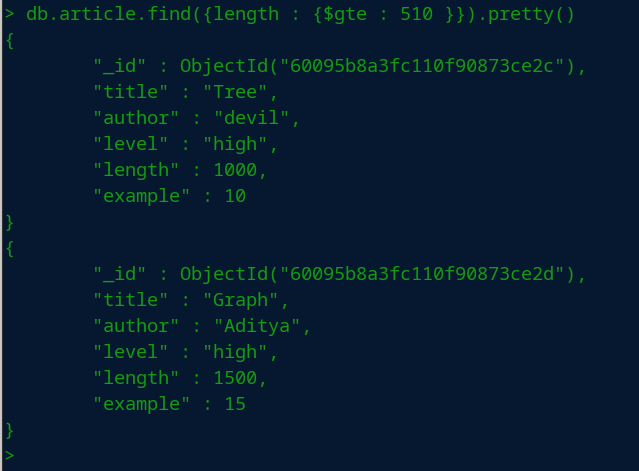 > db.article.find({length : {$gte : 510 }}).pretty()
{
        "_id" : ObjectId("60095b8a3fc110f90873ce2c"),
        "title" : "Tree",
        "author" : "devil",
        "level" : "high",
        "length" : 1000,
        "example" : 10
}
{
        "_id" : ObjectId("60095b8a3fc110f90873ce2d"),
        "title" : "Graph",
        "author" : "Aditya",
        "level" : "high",
        "length" : 1500,
        "example" : 15
}
>